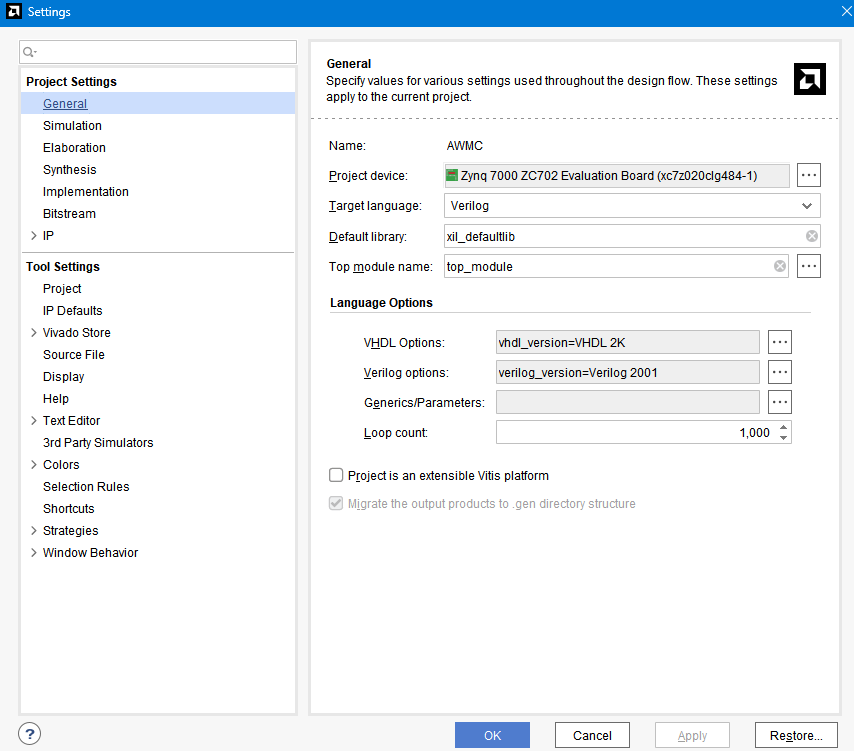 Settings
Project Settings
General
Simulation
Elaboration
Synthesis
Implementation
Bitstream
IP
Tool Settings
Project
IP Defaults
Vivado Store
Source File
Display
Help
Text Editor
3rd Party Simulators
Colors
Selection Rules
Shortcuts
Strategies
Window Behavior
General
Specify values for various settings used throughout the design flow. These settings
apply to the current project.
Name: AWMC
Project device: Zynq 7000 ZC702 Evaluation Board (xc7z020clg484-1) ...
Target language: Verilog
Default library: xil_defaultlib
Top module name: top_module ...
Language Options
VHDL Options: vhdl_version=VHDL 2K ...
Verilog options: verilog_version=Verilog 2001 ...
Generics/Parameters: ...
Loop count: 1,000
Project is an extensible Vitis platform
Migrate the output products to .gen directory structure
? OK Cancel Apply Restore...